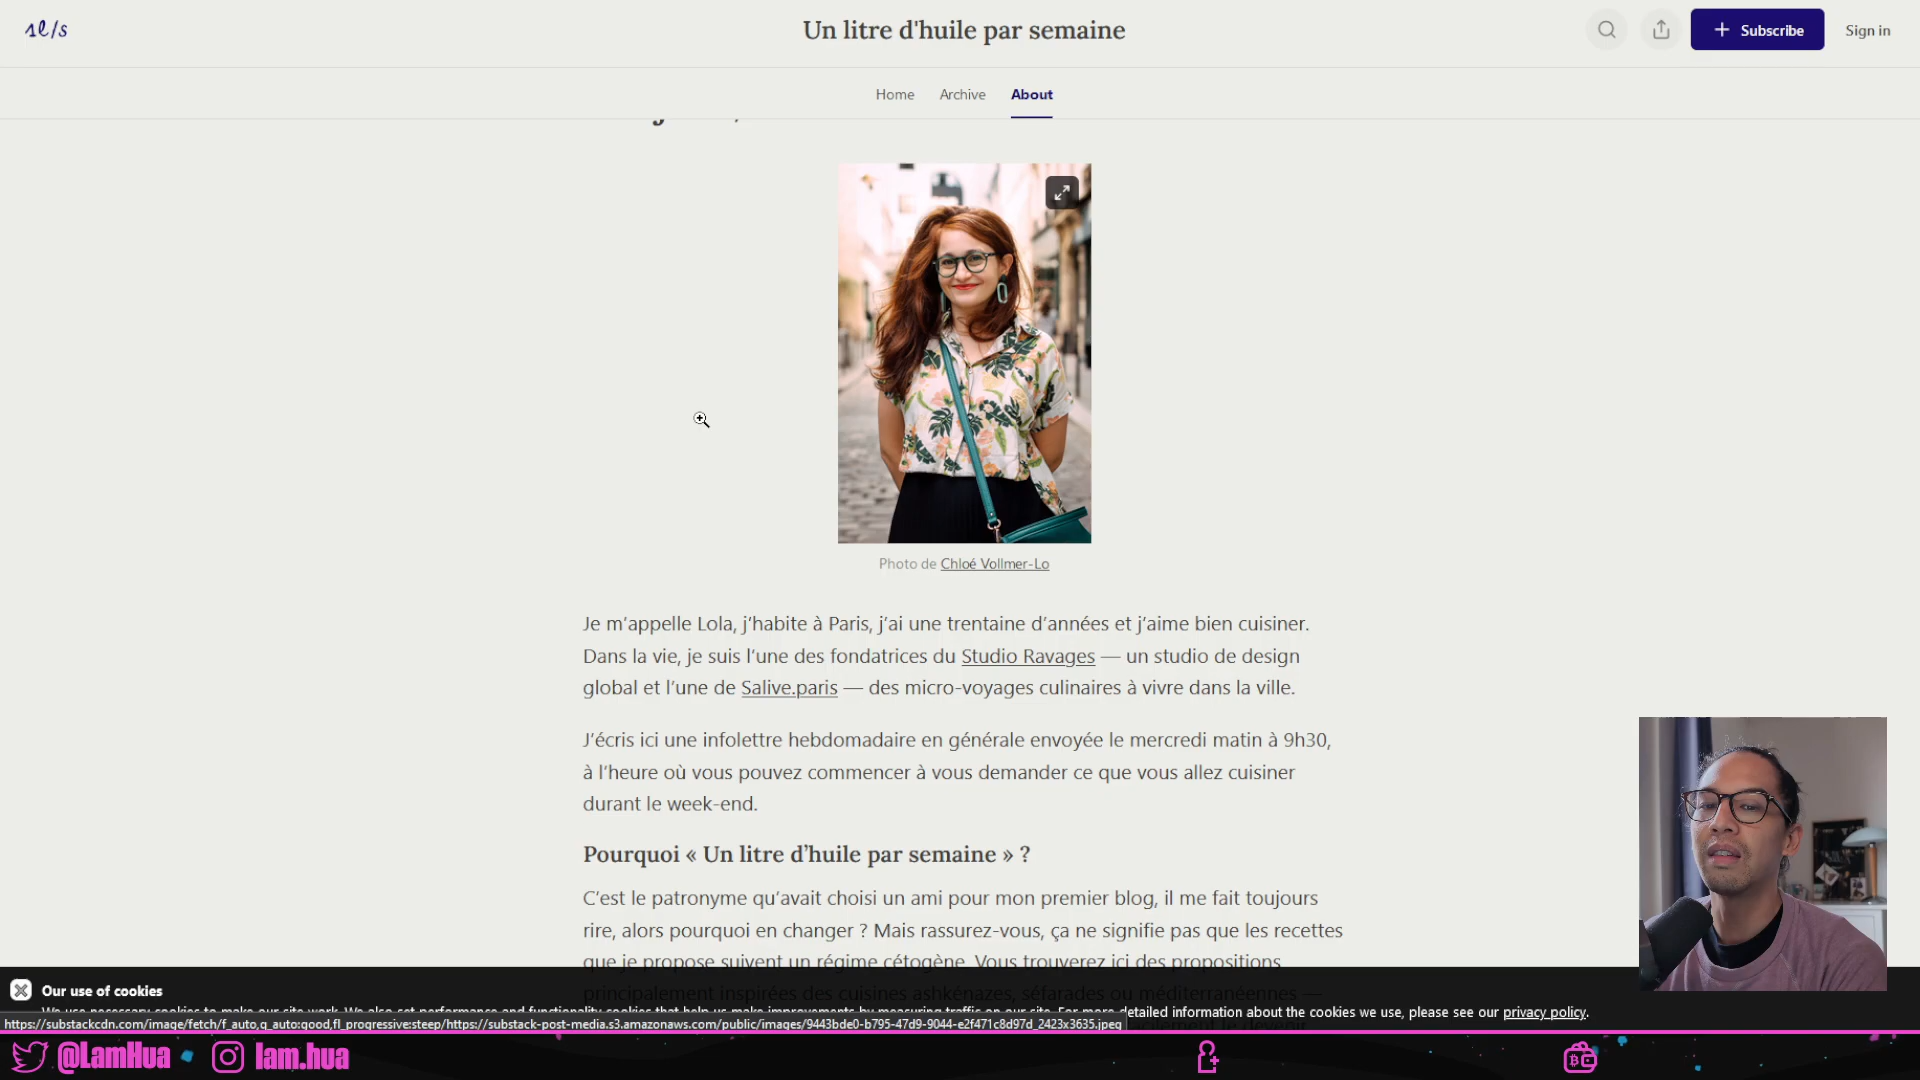 sl/s
Un litre d'huile par semaine
Subscribe
Sign in
Home
Archive
About
Photo de Chloé Vollmer-Lo
Je m’appelle Lola, j’habite à Paris, j’ai une trentaine d’années et j’aime bien cuisiner.
Dans la vie, je suis l’une des fondatrices du Studio Ravages — un studio de design
global et l’une de Salive.paris — des micro-voyages culinaires à vivre dans la ville.
J’écris ici une infolettre hebdomadaire en générale envoyée le mercredi matin à 9h30,
à l’heure où vous pouvez commencer à vous demander ce que vous allez cuisiner
durant le week-end.
Pourquoi « Un litre d’huile par semaine » ?
C’est le patronyme qu’avait choisi un ami pour mon premier blog, il me fait toujours
rire, alors pourquoi en changer ? Mais rassurez-vous, ça ne signifie pas que les recettes
que je propose suivent un régime cétogène. Vous trouverez ici des propositions
principalement inspirées des cuisines ashkénazes, séfarades ou méditerranéennes —
Our use of cookies
We use necessary cookies to make our site work. We also set performance and functionality cookies that help us make improvements by measuring traffic on our site. For more detailed information about the cookies we use, please see our privacy policy.
https://substackcdn.com/image/fetch/f_auto,q_auto:good,fl_progressive:steep/https://substack-post-media.s3.amazonaws.com/public/images/9443bde0-b795-47d9-9044-e2f471c8d97d_2423x3635.jpeg
@LamHua
lam.hua